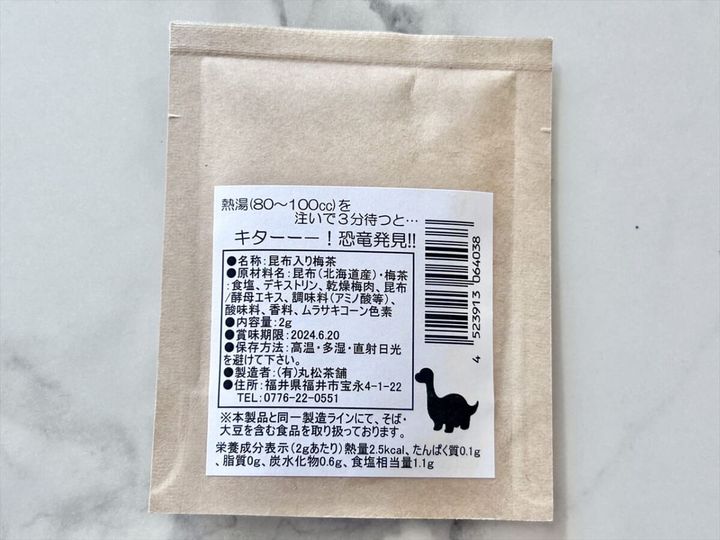 熱湯(80～100cc)を
注いで3分待つと…
キターーー！恐竜発見!!
●名称：昆布入り梅茶
●原材料名：昆布(北海道産)・梅茶
:食塩、デキストリン、乾燥梅肉、昆布
/酵母エキス、調味料(アミノ酸等)、
酸味料、香料、ムラサキコーン色素
●内容量：2g
●賞味期限：2024.6.20
●保存方法：高温・多湿・直射日光
を避けて下さい。
●製造者：(有)丸松茶舗
●住所：福井県福井市宝永4-1-22
TEL:0776-22-0551
※本製品と同一製造ラインにて、そば・
大豆を含む食品を取り扱っております。
栄養成分表示(2gあたり)熱量2.5kcal、たんぱく質0.1g
、脂質0g、炭水化物0.6g、食塩相当量1.1g
4 523913 064038